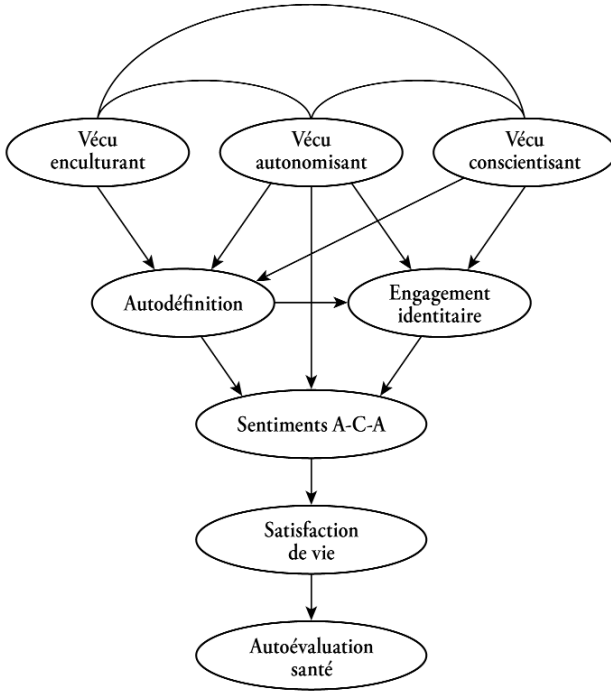 Vécu
enculturant
Vécu
autonomisant
Vécu
conscientisant
Autodéfinition
Engagement
identitaire
Sentiments A-C-A
Satisfaction
de vie
Autoévaluation
santé